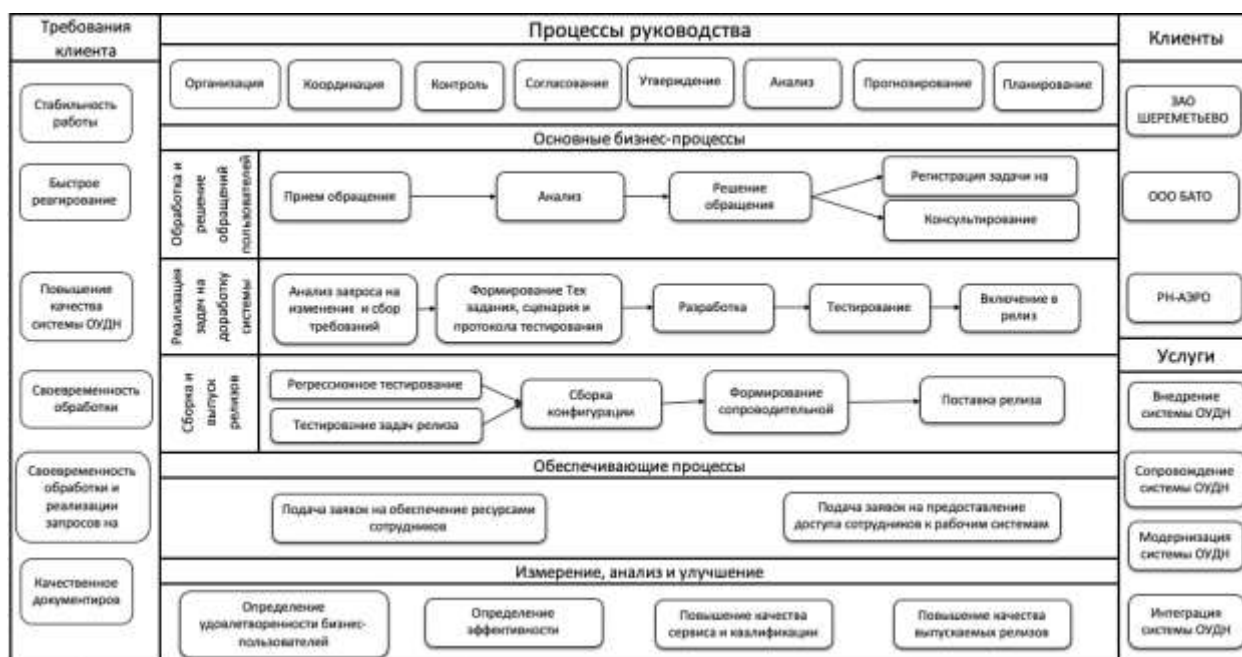 Требования
клиента
Стабильность
работы
Быстрое
реагирование
Повышение
качества
системы ОУДН
Своевременность
обработки
Своевременность
обработки и
реализации
запросов на
Качественное
документиров
Процессы руководства
Организация
Координация
Контроль
Согласование
Утверждение
Анализ
Прогнозирование
Планирование
Основные бизнес-процессы
Обработка и
решение
обращений
пользователей
Прием обращения
Анализ
Решение
обращения
Регистрация задачи на
Консультирование
Реализация
задач на
доработку
системы
Анализ запроса на
изменение и сбор
требований
Формирование Тех
задания, сценария и
протокола тестирования
Разработка
Тестирование
Включение в
релиз
Сборка и
выпуск
релизов
Регрессионное тестирование
Тестирование задач релиза
Сборка
конфигурации
Формирование
сопроводительной
Поставка релиза
Обеспечивающие процессы
Подача заявок на обеспечение ресурсами
сотрудников
Подача заявок на предоставление
доступа сотрудников к рабочим системам
Измерение, анализ и улучшение
Определение
удовлетворенности бизнес-
пользователей
Определение
эффективности
Повышение качества
сервиса и квалификации
Повышение качества
выпускаемых релизов
Клиенты
ЗАО
ШЕРЕМЕТЬЕВО
ООО БАТО
РН-АЭРО
Услуги
Внедрение
системы ОУДН
Сопровождение
системы ОУДН
Модернизация
системы ОУДН
Интеграция
системы ОУДН